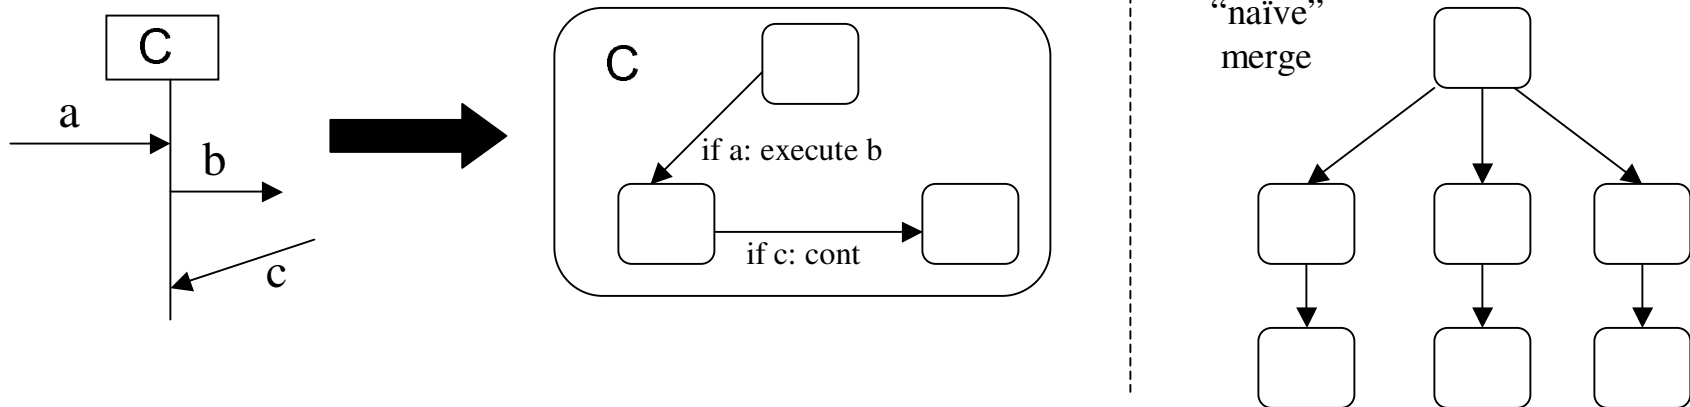 C
a
b
c
C
if a: execute b
if c: cont
“naïve”
merge